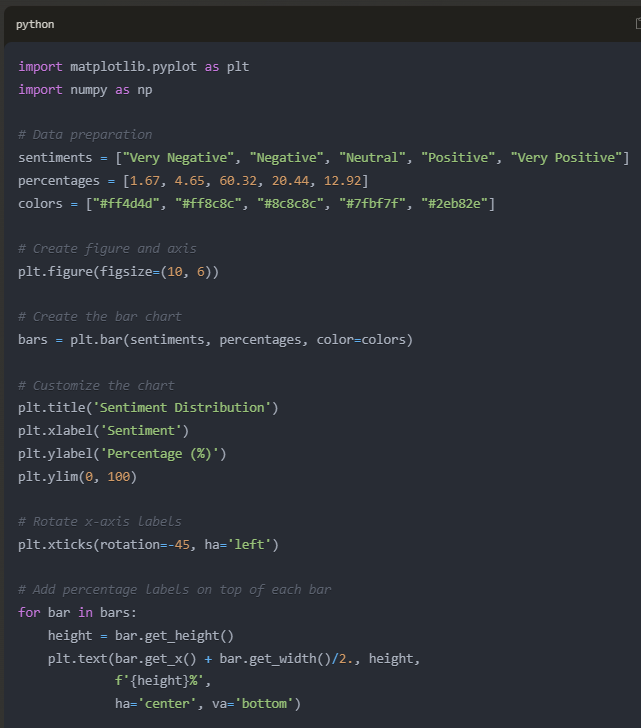 python
import matplotlib.pyplot as plt
import numpy as np

# Data preparation
sentiments = ["Very Negative", "Negative", "Neutral", "Positive", "Very Positive"]
percentages = [1.67, 4.65, 60.32, 20.44, 12.92]
colors = ["#ff4d4d", "#ff8c8c", "#8c8c8c", "#7fbf7f", "#2eb82e"]

# Create figure and axis
plt.figure(figsize=(10, 6))

# Create the bar chart
bars = plt.bar(sentiments, percentages, color=colors)

# Customize the chart
plt.title('Sentiment Distribution')
plt.xlabel('Sentiment')
plt.ylabel('Percentage (%)')
plt.ylim(0, 100)

# Rotate x-axis labels
plt.xticks(rotation=-45, ha='left')

# Add percentage labels on top of each bar
for bar in bars:
    height = bar.get_height()
    plt.text(bar.get_x() + bar.get_width()/2., height,
             f'{height}%',
             ha='center', va='bottom')